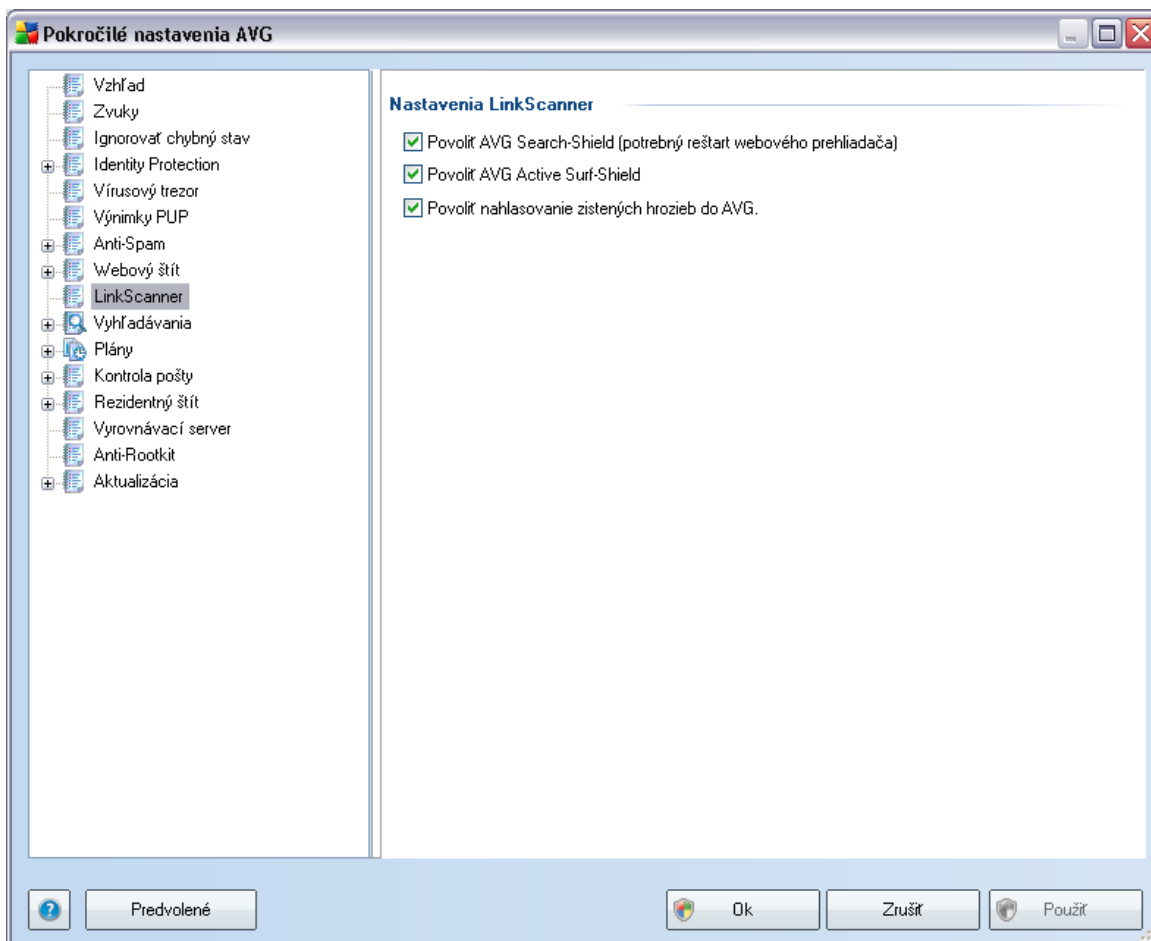 Pokročilé nastavenia AVG
Vzhľad
Zvuky
Ignorovať chybný stav
Identity Protection
Vírusový trezor
Výnimky PUP
Anti-Spam
Webový štít
LinkScanner
Vyhľadávania
Plány
Kontrola pošty
Rezidentný štít
Vyrovnávací server
Anti-Rootkit
Aktualizácia
Nastavenia LinkScanner
Povoliť AVG Search-Shield (potrebný reštart webového prehliadača)
Povoliť AVG Active Surf-Shield
Povoliť nahlasovanie zistených hrozieb do AVG.
Predvolené
Ok
Zrušiť
Použiť